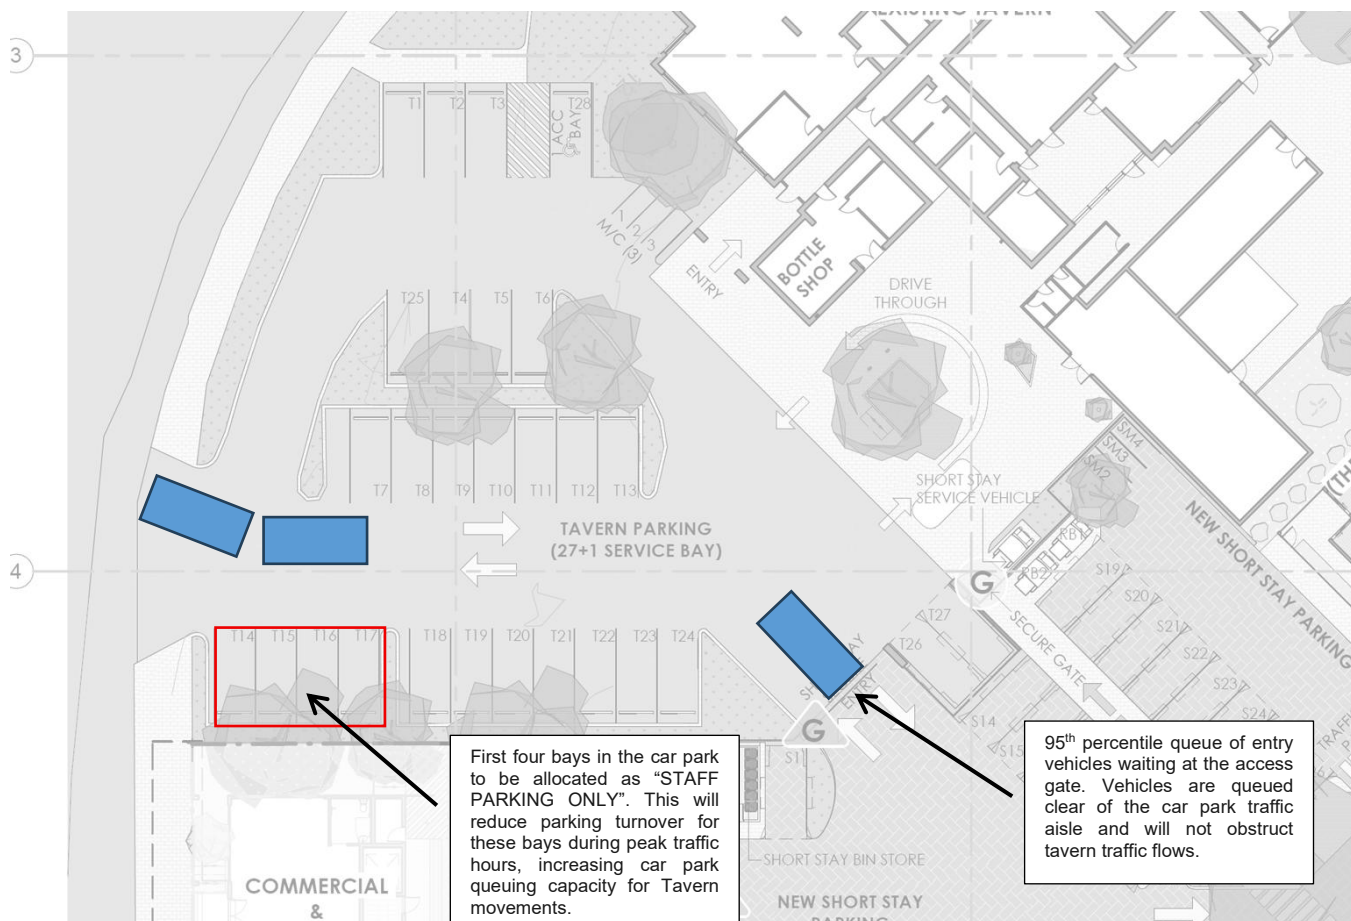 EXISTING TAVERN
3
T1
T2
T3
ACC
BAY
T28
M/C (3)
1
2
3
ENTRY
BOTTLE
SHOP
DRIVE
THROUGH
T25
T4
T5
T6
T7
T8
T9
T10
T11
T12
T13
SHORT STAY
SERVICE VEHICLE
SM4
SM3
SM2
(TH
NEW SHORT STAY PARKING
TAVERN PARKING
(27+1 SERVICE BAY)
4
RB1
RB2
G
SECURE GATE
S19
S20
S21
S22
S23
S24
T14
T15
T16
T17
T18
T19
T20
T21
T22
T23
T24
T26
T27
ENTRY
G
S14
S15
S1
TRAFFI
First four bays in the car park
to be allocated as “STAFF
PARKING ONLY”. This will
reduce parking turnover for
these bays during peak traffic
hours, increasing car park
queuing capacity for Tavern
movements.
95th percentile queue of entry
vehicles waiting at the access
gate. Vehicles are queued
clear of the car park traffic
aisle and will not obstruct
tavern traffic flows.
SHORT STAY BIN STORE
COMMERCIAL
&
NEW SHORT STAY
PARKING